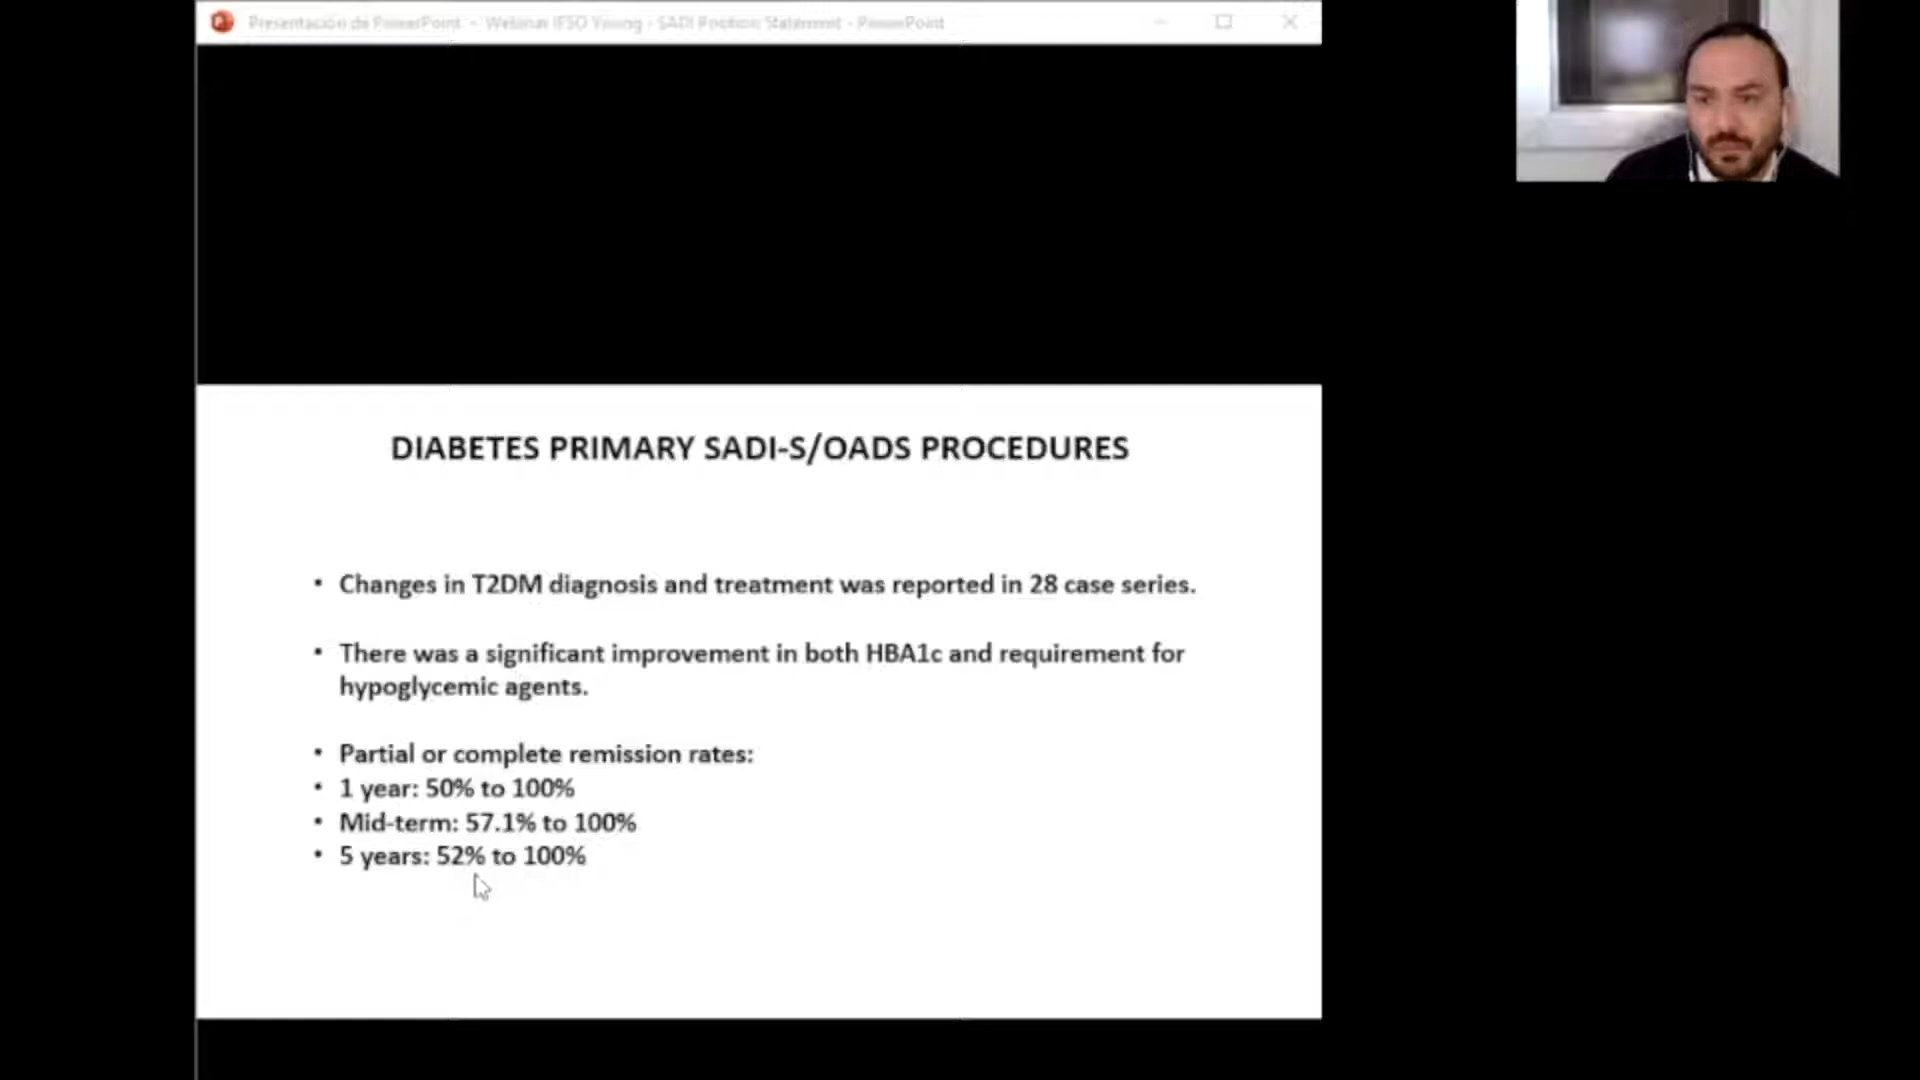 Presentación de PowerPoint - Webinar IFSO Young - SADI Position Statement - PowerPoint
DIABETES PRIMARY SADI-S/OADS PROCEDURES
• Changes in T2DM diagnosis and treatment was reported in 28 case series.
• There was a significant improvement in both HBA1c and requirement for
hypoglycemic agents.
• Partial or complete remission rates:
• 1 year: 50% to 100%
• Mid-term: 57.1% to 100%
• 5 years: 52% to 100%